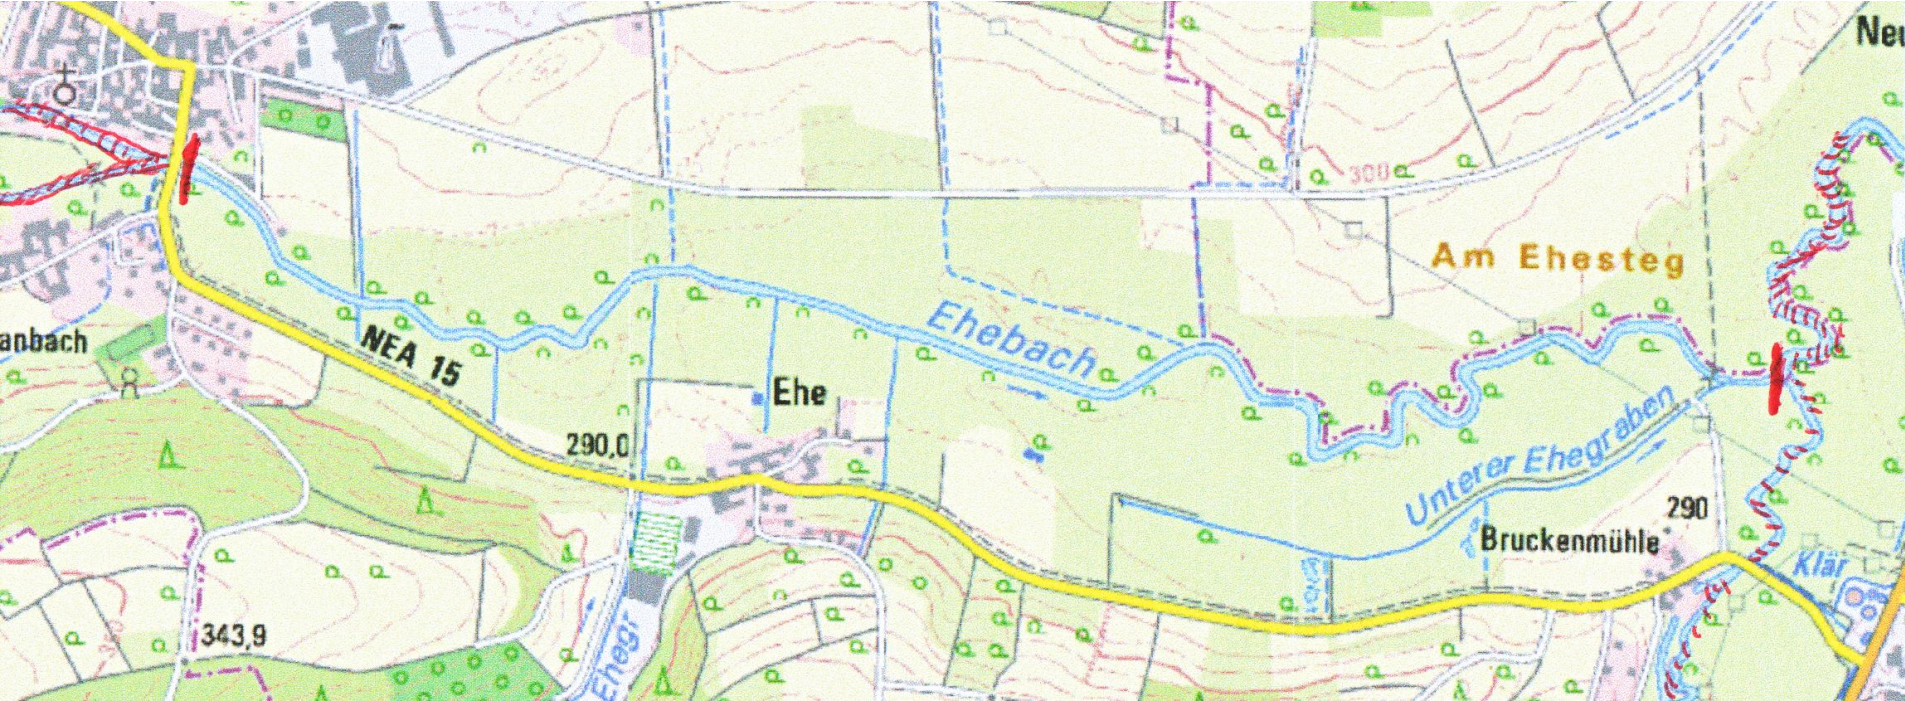 Neu
300
Am Ehesteg
Ehebach
anbach
NEA 15
Ehe
290,0
Unterer Ehegraben
290
Bruckenmühle
Klär
343,9
Ehegr